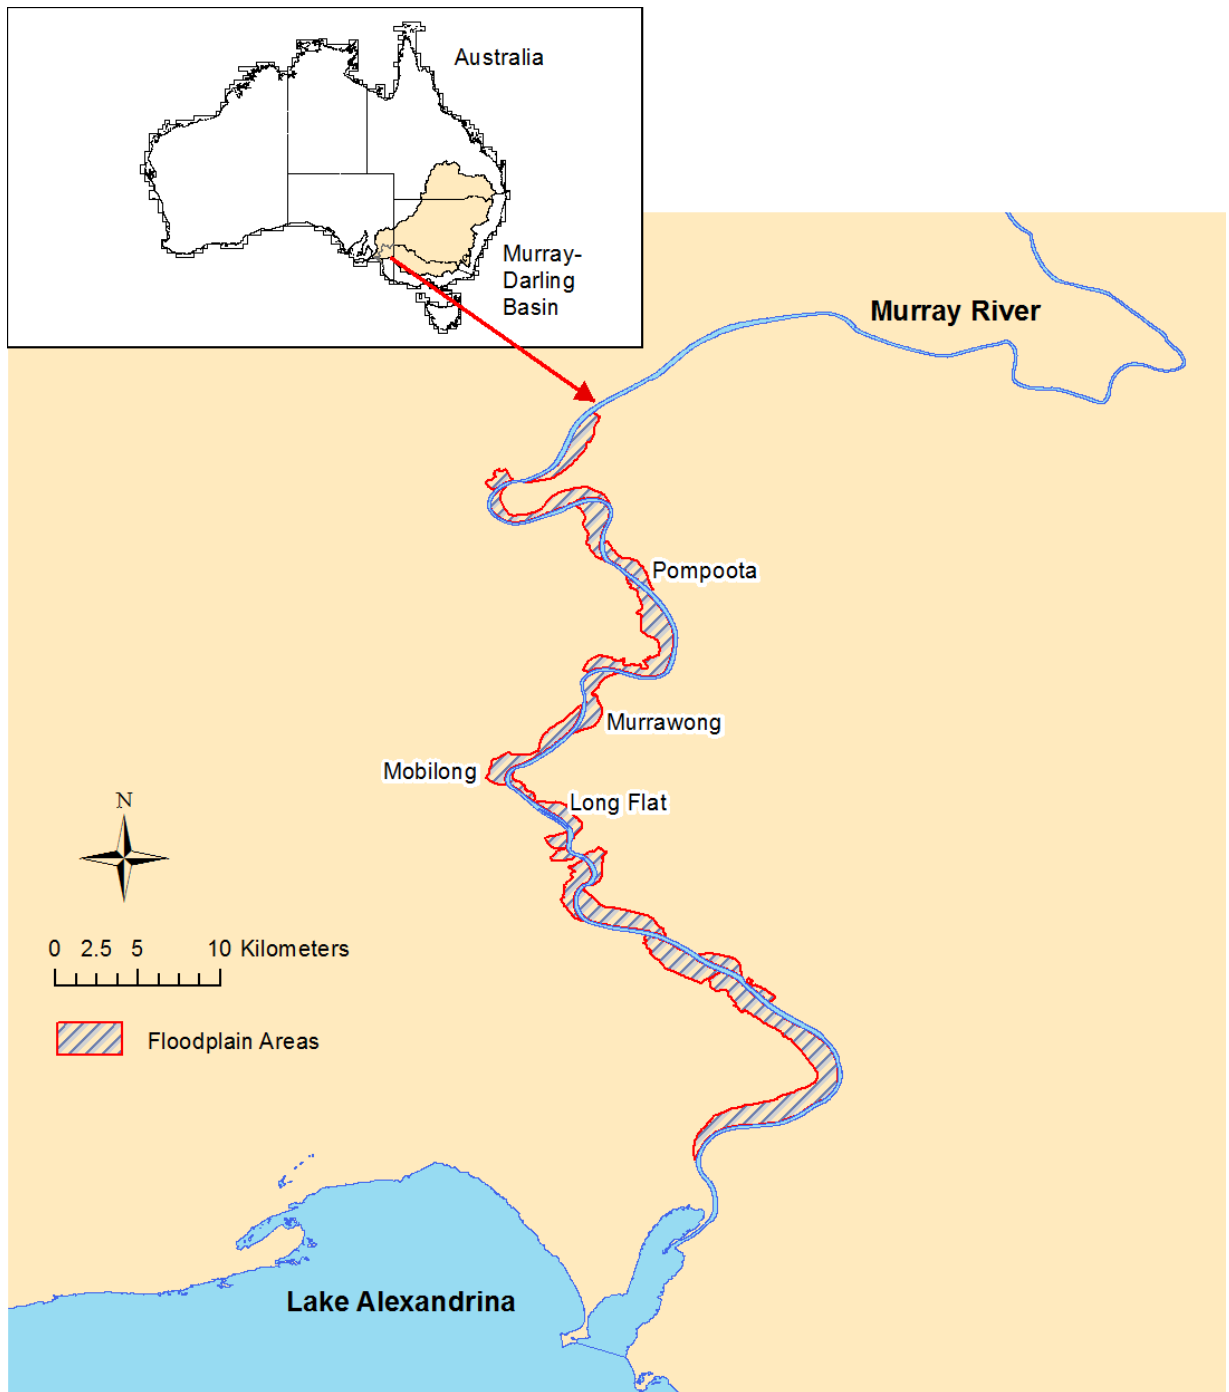 Australia
Murray-
Darling
Basin
Murray River
Pompoota
Murrawong
Mobilong
Long Flat
N
0 2.5 5 10 Kilometers
Floodplain Areas
Lake Alexandrina